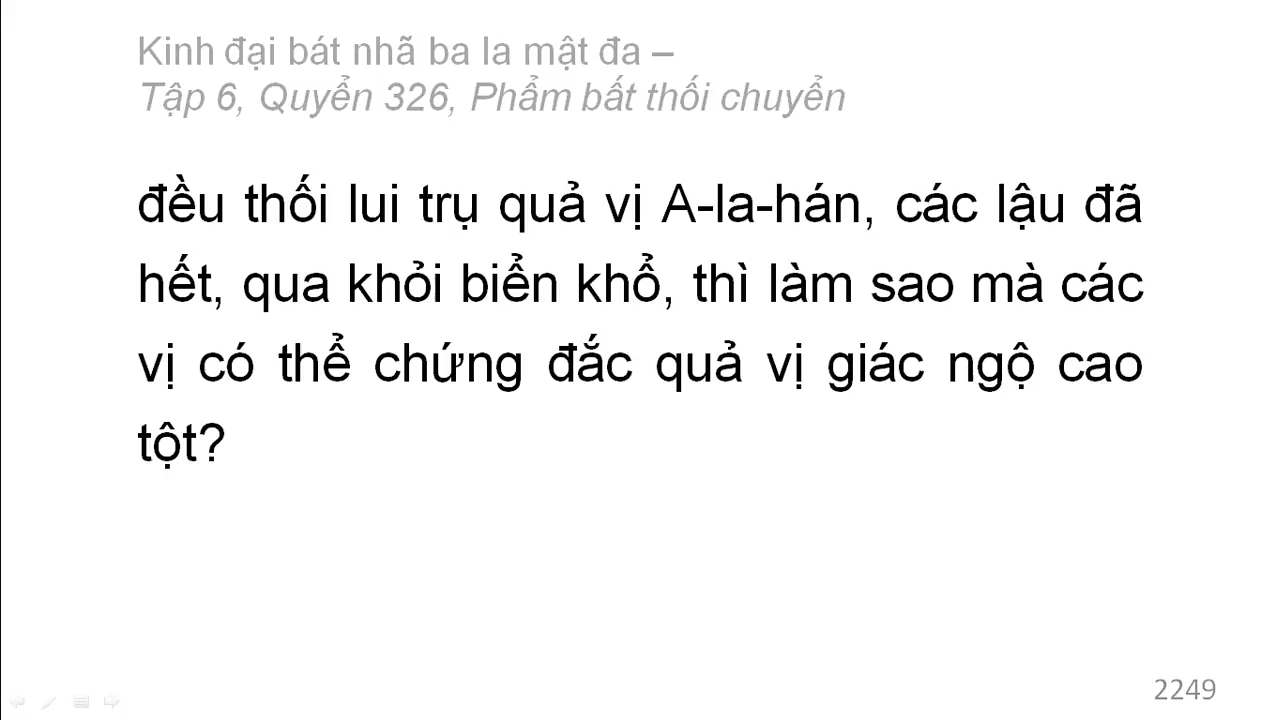 Kinh đại bát nhã ba la mật đa –
Tập 6, Quyển 326, Phẩm bất thối chuyển
đều thối lui trụ quả vị A-la-hán, các lậu đã
hết, qua khỏi biển khổ, thì làm sao mà các
vị có thể chứng đắc quả vị giác ngộ cao
tột?
2249